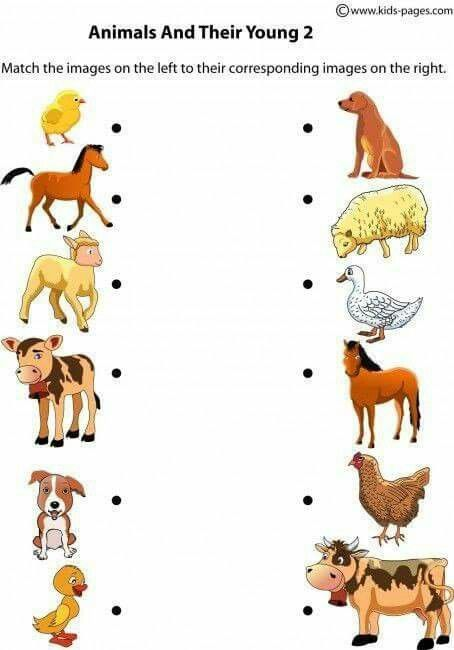 ©www.kids-pages.com
Animals And Their Young 2
Match the images on the left to their corresponding images on the right.